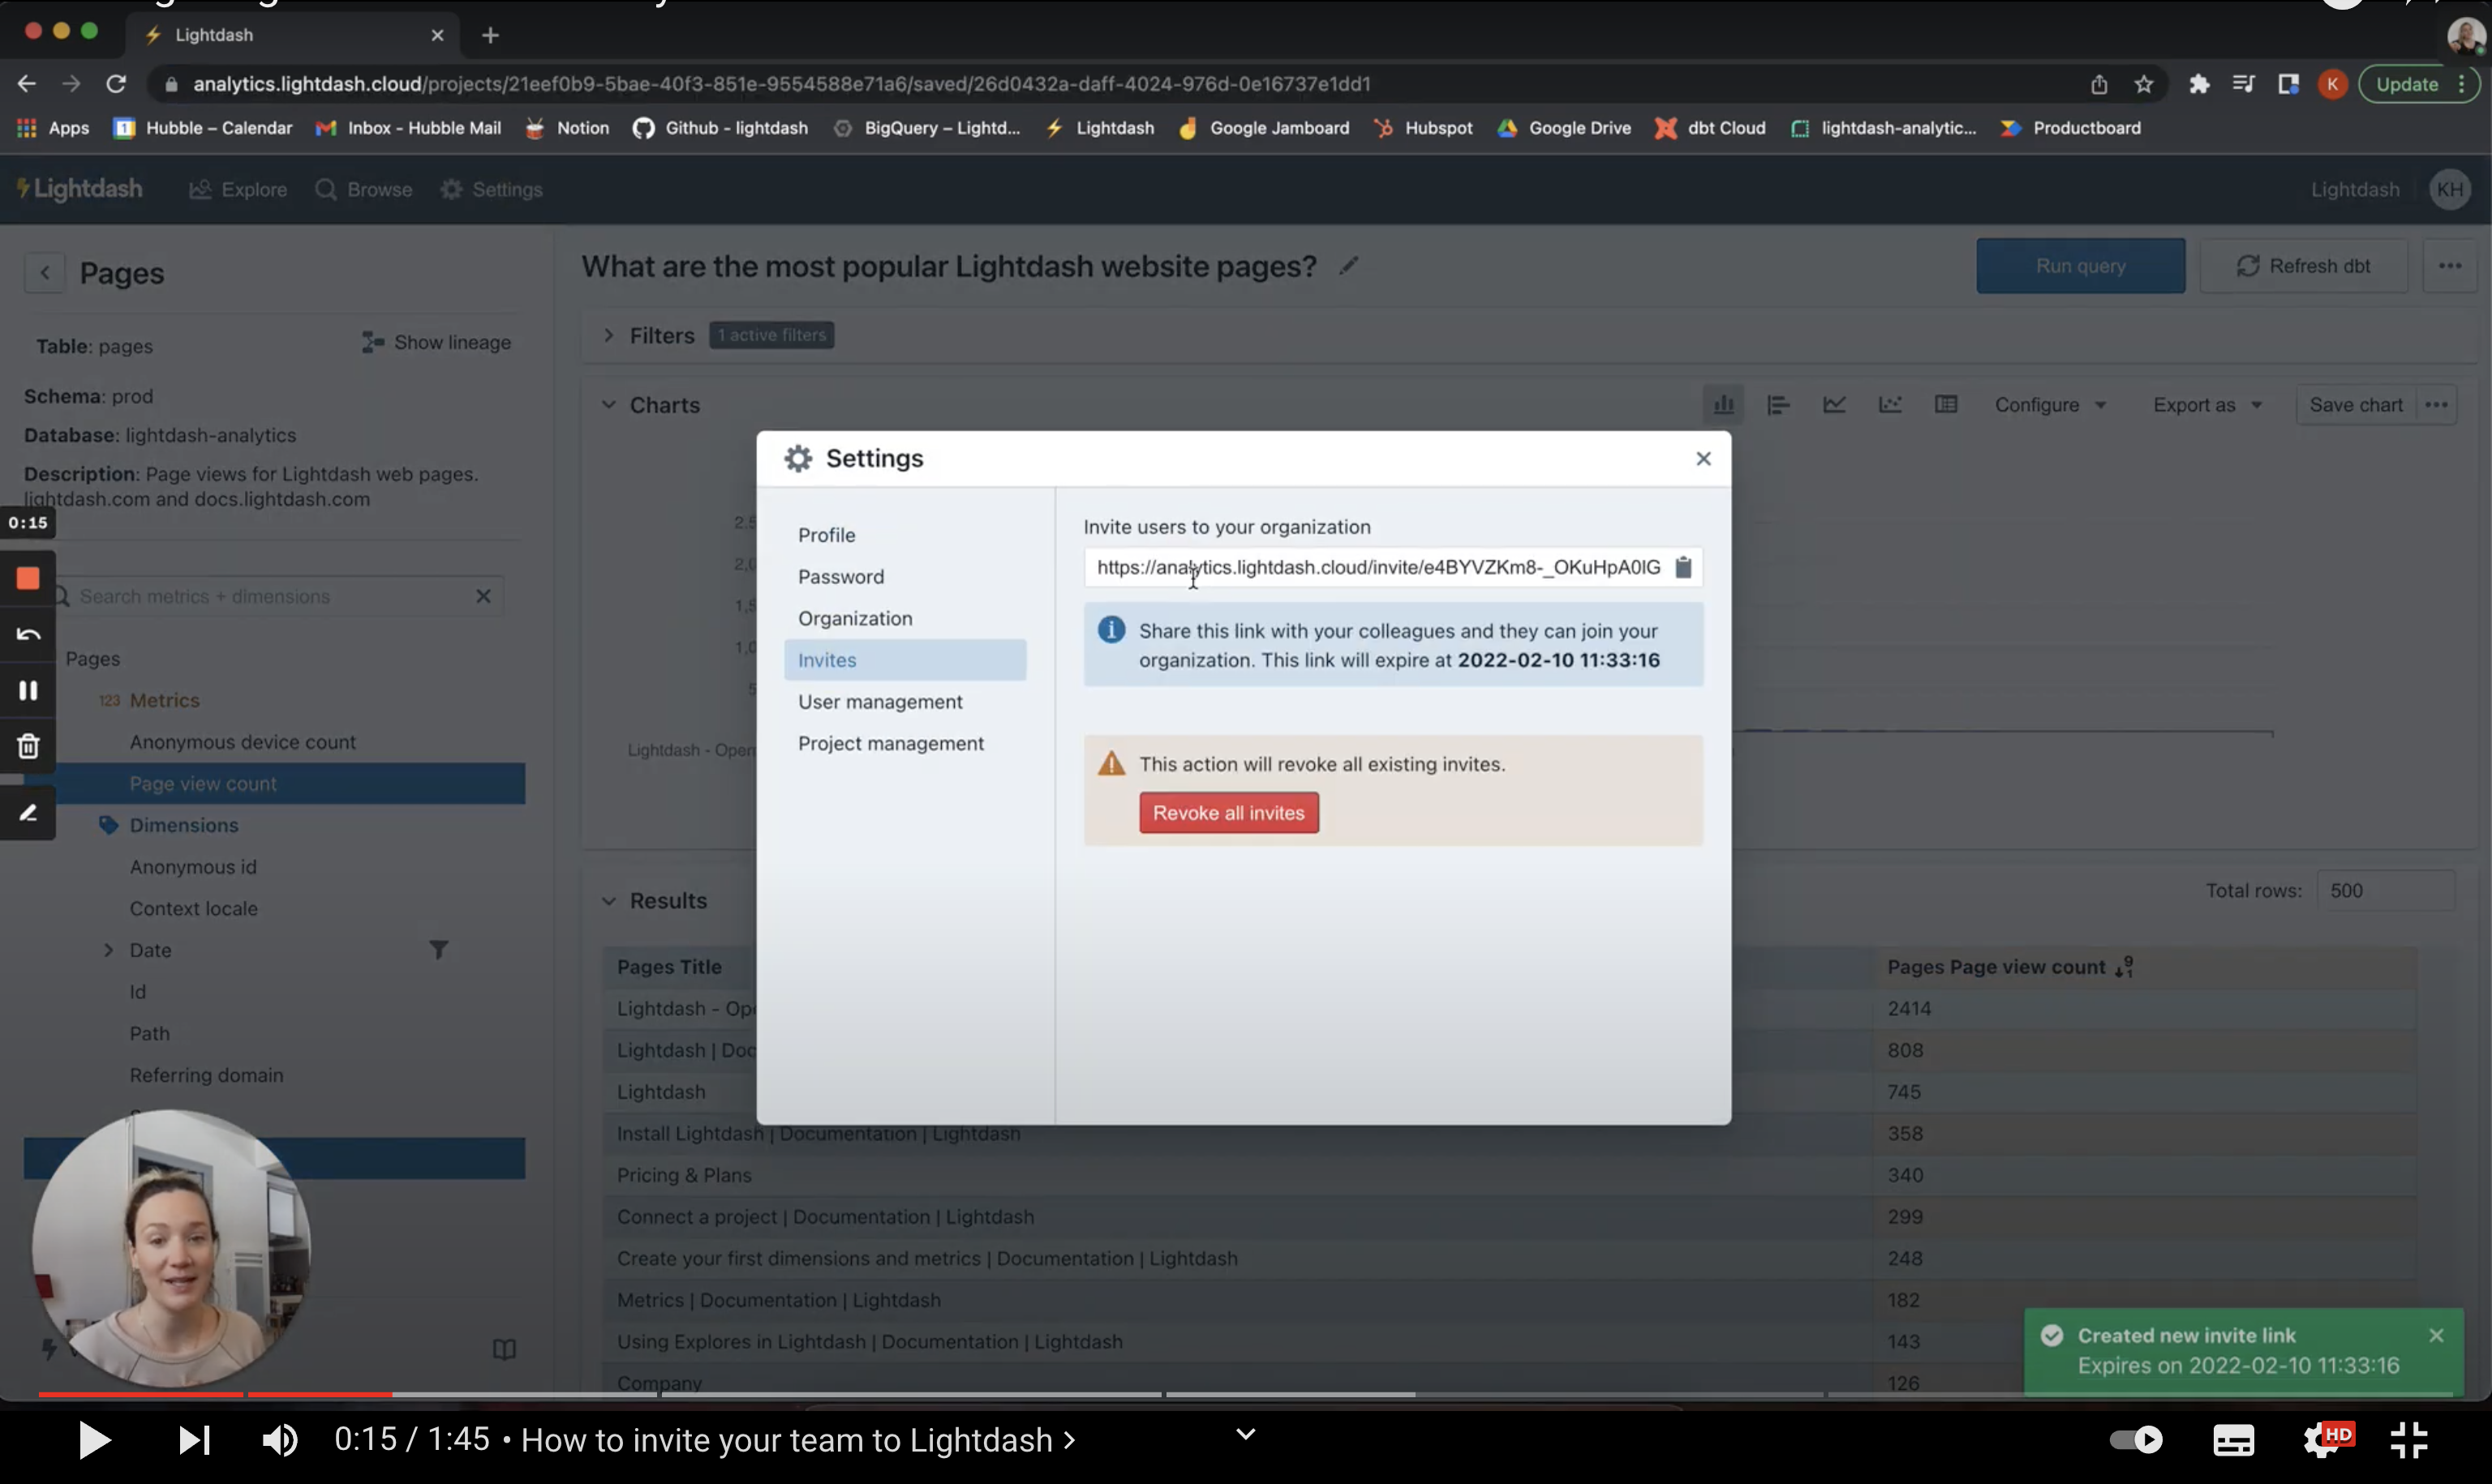 Lightdash
analytics.lightdash.cloud/projects/21eef0b9-5bae-40f3-851e-9554588e71a6/saved/26d0432a-daff-4024-976d-0e16737e1dd1
K
Update
Apps
Hubble – Calendar
Inbox - Hubble Mail
Notion
Github - lightdash
BigQuery – Lightd...
Lightdash
Google Jamboard
Hubspot
Google Drive
dbt Cloud
lightdash-analytic...
Productboard
Lightdash
Explore
Browse
Settings
Lightdash
KH
Pages
What are the most popular Lightdash website pages?
Run query
Refresh dbt
Table: pages
Show lineage
Filters
1 active filters
Schema: prod
Database: lightdash-analytics
Description: Page views for Lightdash web pages.
lightdash.com and docs.lightdash.com
Charts
Configure
Export as
Save chart
0:15
Search metrics + dimensions
Pages
123 Metrics
Anonymous device count
Page view count
Dimensions
Anonymous id
Context locale
Date
Id
Path
Referring domain
Lightdash - Open
Settings
Profile
Password
Organization
Invites
User management
Project management
Invite users to your organization
https://analytics.lightdash.cloud/invite/e4BYVZKm8-_OKuHpA0lG
Share this link with your colleagues and they can join your
organization. This link will expire at 2022-02-10 11:33:16
This action will revoke all existing invites.
Revoke all invites
Results
Total rows: 500
Pages Title
Pages Page view count
Lightdash - Ope
2414
Lightdash | Doc
808
Lightdash
745
Install Lightdash | Documentation | Lightdash
358
Pricing & Plans
340
Connect a project | Documentation | Lightdash
299
Create your first dimensions and metrics | Documentation | Lightdash
248
Metrics | Documentation | Lightdash
182
Using Explores in Lightdash | Documentation | Lightdash
143
Company
126
Created new invite link
Expires on 2022-02-10 11:33:16
0:15 / 1:45 • How to invite your team to Lightdash
HD